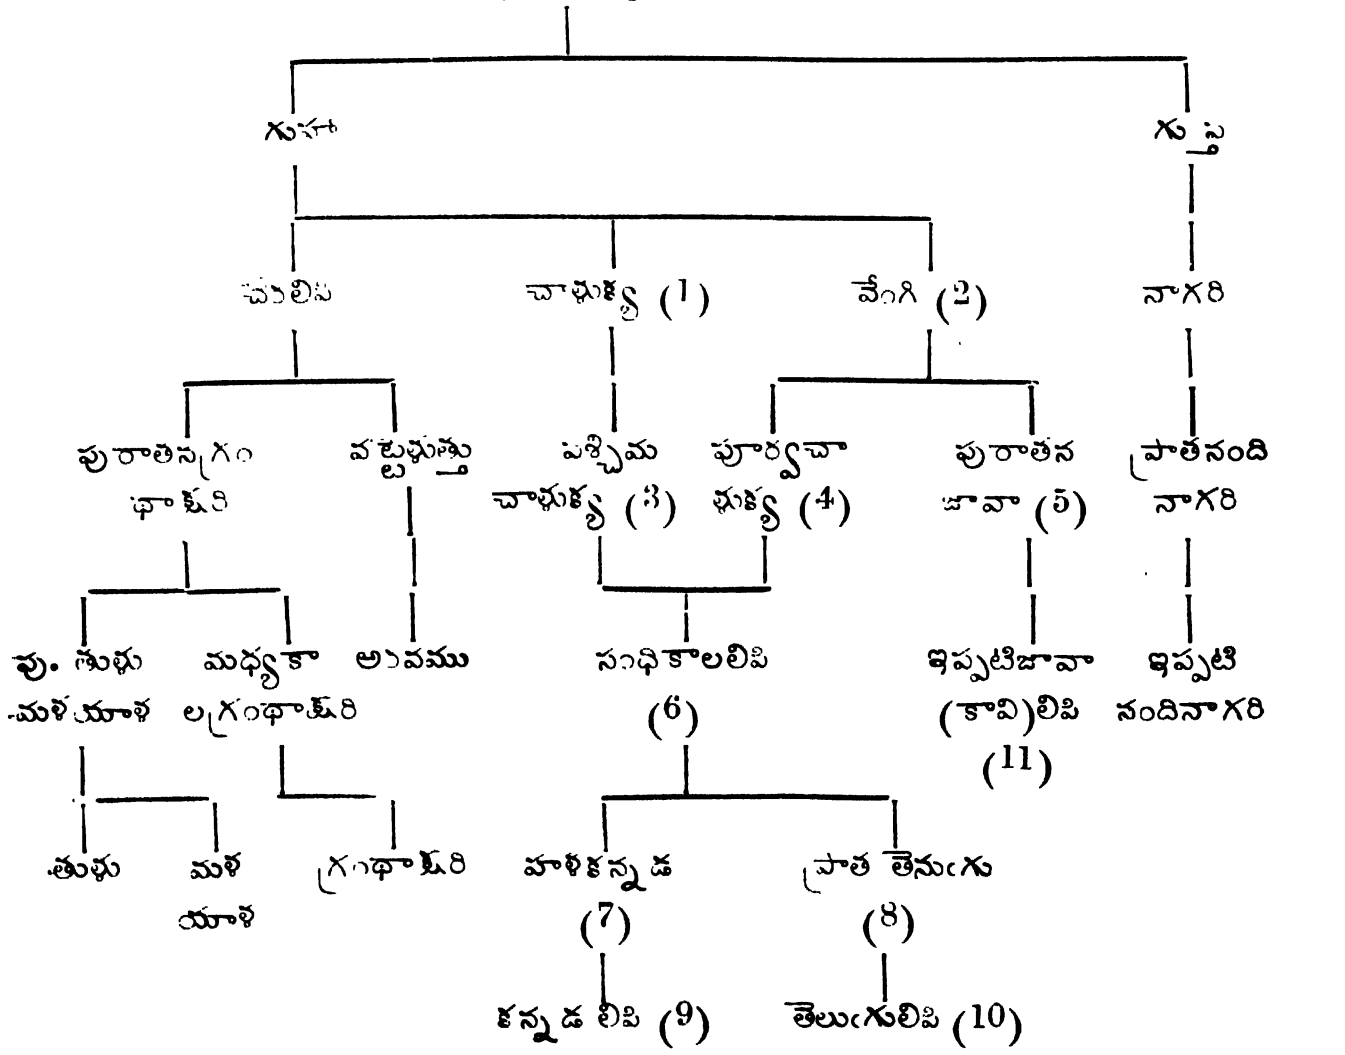 గుహా గుప్త
చులిపి చాళుక్య (1) వేంగి (2) నాగరి
పురాతనగ్రం వట్టెళుత్తు పశ్చిమ పూర్వచా పురాతన ప్రాతనంది
థాక్షరి చాళుక్య (3) ళుక్య (4) జావా (5) నాగరి
పు. తుళు మధ్యకా అరవము సంధికాలలిపి ఇప్పటిజావా ఇప్పటి
మళయాళ లగ్రంథాక్షరి (6) (కావి)లిపి నందినాగరి
(11)
తుళు మళ గ్రంథాక్షరి హళకన్నడ ప్రాత తెనుఁగు
యాళ (7) (8)
కన్నడ లిపి (9) తెలుఁగులిపి (10)